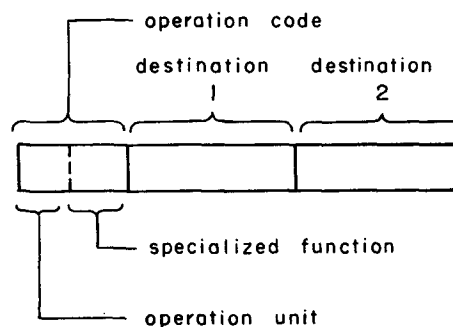 operation code
destination
1
destination
2
specialized function
operation unit